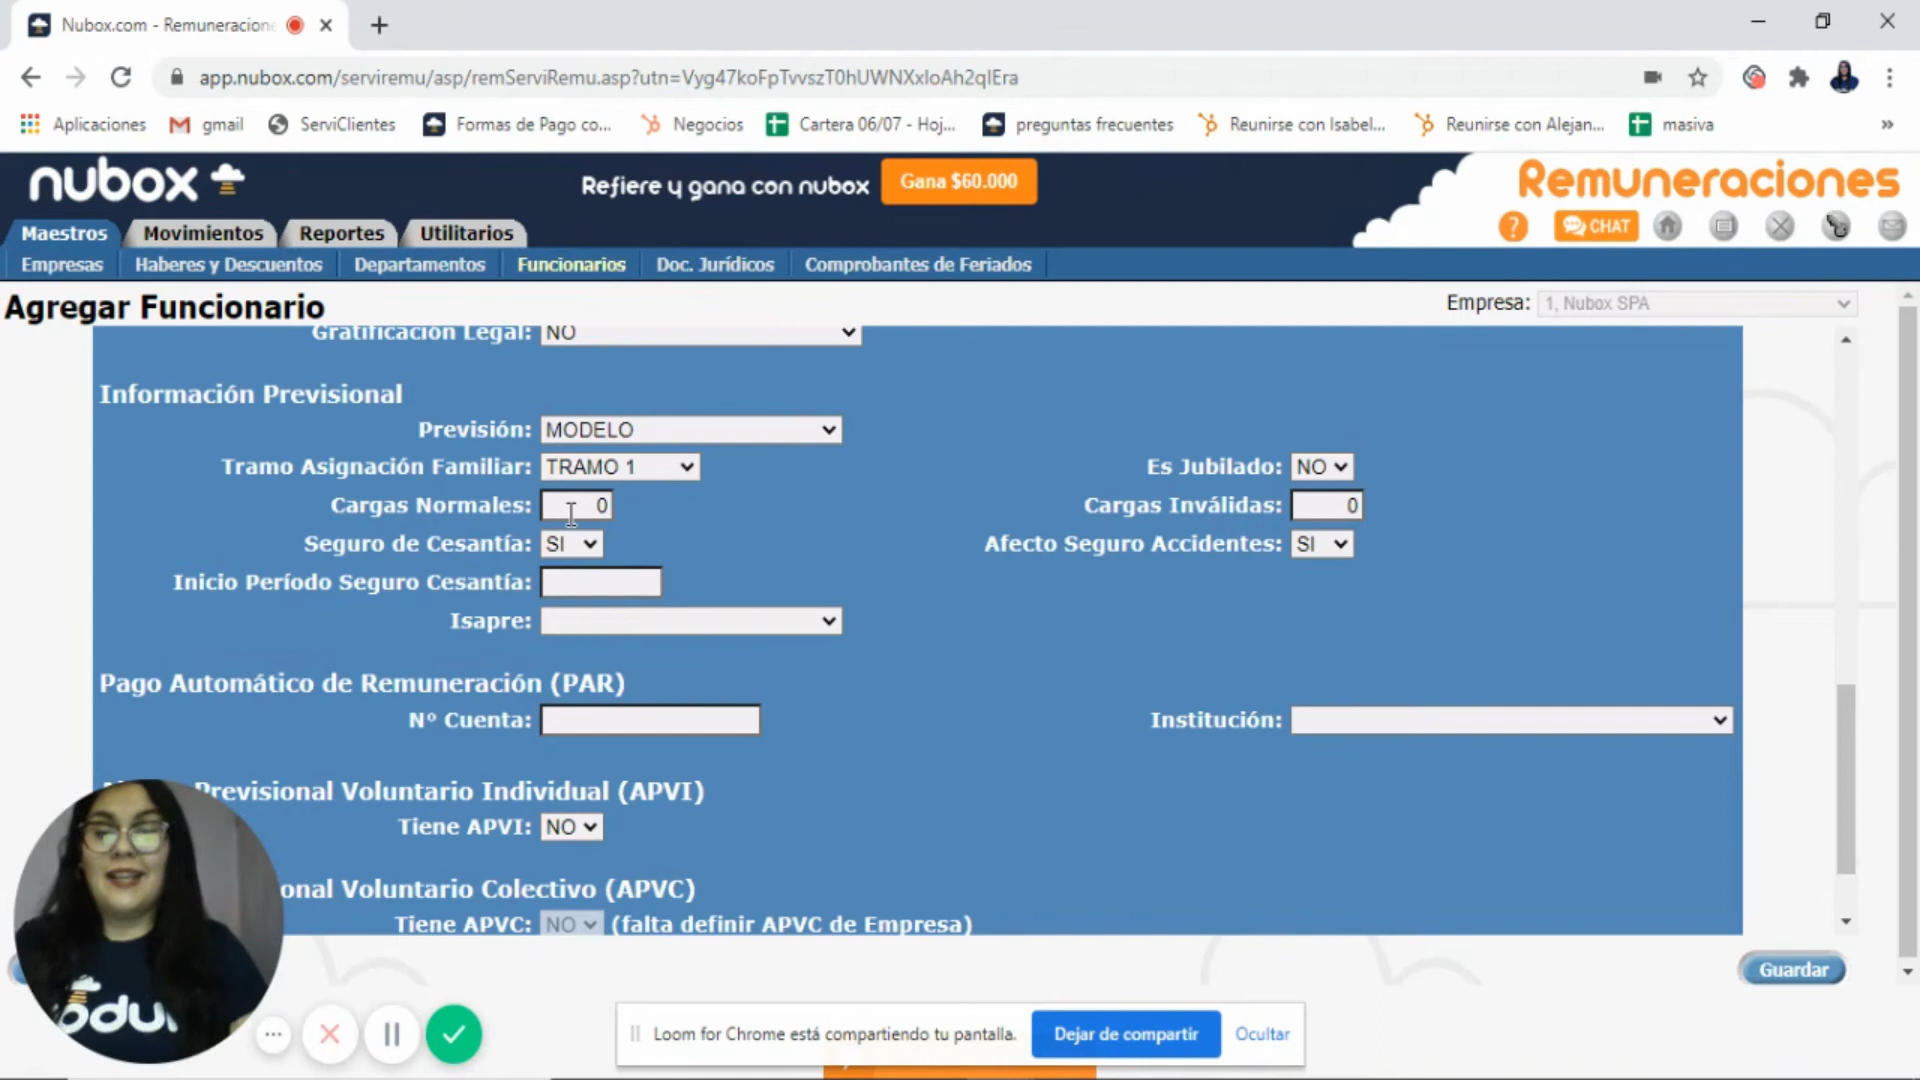 Nubox.com - Remuneracione
app.nubox.com/serviremu/asp/remServiRemu.asp?utn=Vyg47koFpTvvszT0hUWNXxIoAh2qIEra
Aplicaciones gmail ServiClientes Formas de Pago co... Negocios Cartera 06/07 - Hoj... preguntas frecuentes Reunirse con Isabel... Reunirse con Alejan... masiva »
nubox Refiere y gana con nubox Gana $60.000 Remuneraciones
? CHAT
Maestros Movimientos Reportes Utilitarios
Empresas Haberes y Descuentos Departamentos Funcionarios Doc. Jurídicos Comprobantes de Feriados
Agregar Funcionario Empresa: 1, Nubox SPA
Gratificación Legal: NO
Información Previsional
Previsión: MODELO
Tramo Asignación Familiar: TRAMO 1 Es Jubilado: NO
Cargas Normales: 0 Cargas Inválidas: 0
Seguro de Cesantía: SI Afecto Seguro Accidentes: SI
Inicio Período Seguro Cesantía:
Isapre:
Pago Automático de Remuneración (PAR)
Nº Cuenta: Institución:
Previsional Voluntario Individual (APVI)
Tiene APVI: NO
onal Voluntario Colectivo (APVC)
Tiene APVC: NO (falta definir APVC de Empresa)
Guardar
Loom for Chrome está compartiendo tu pantalla. Dejar de compartir Ocultar